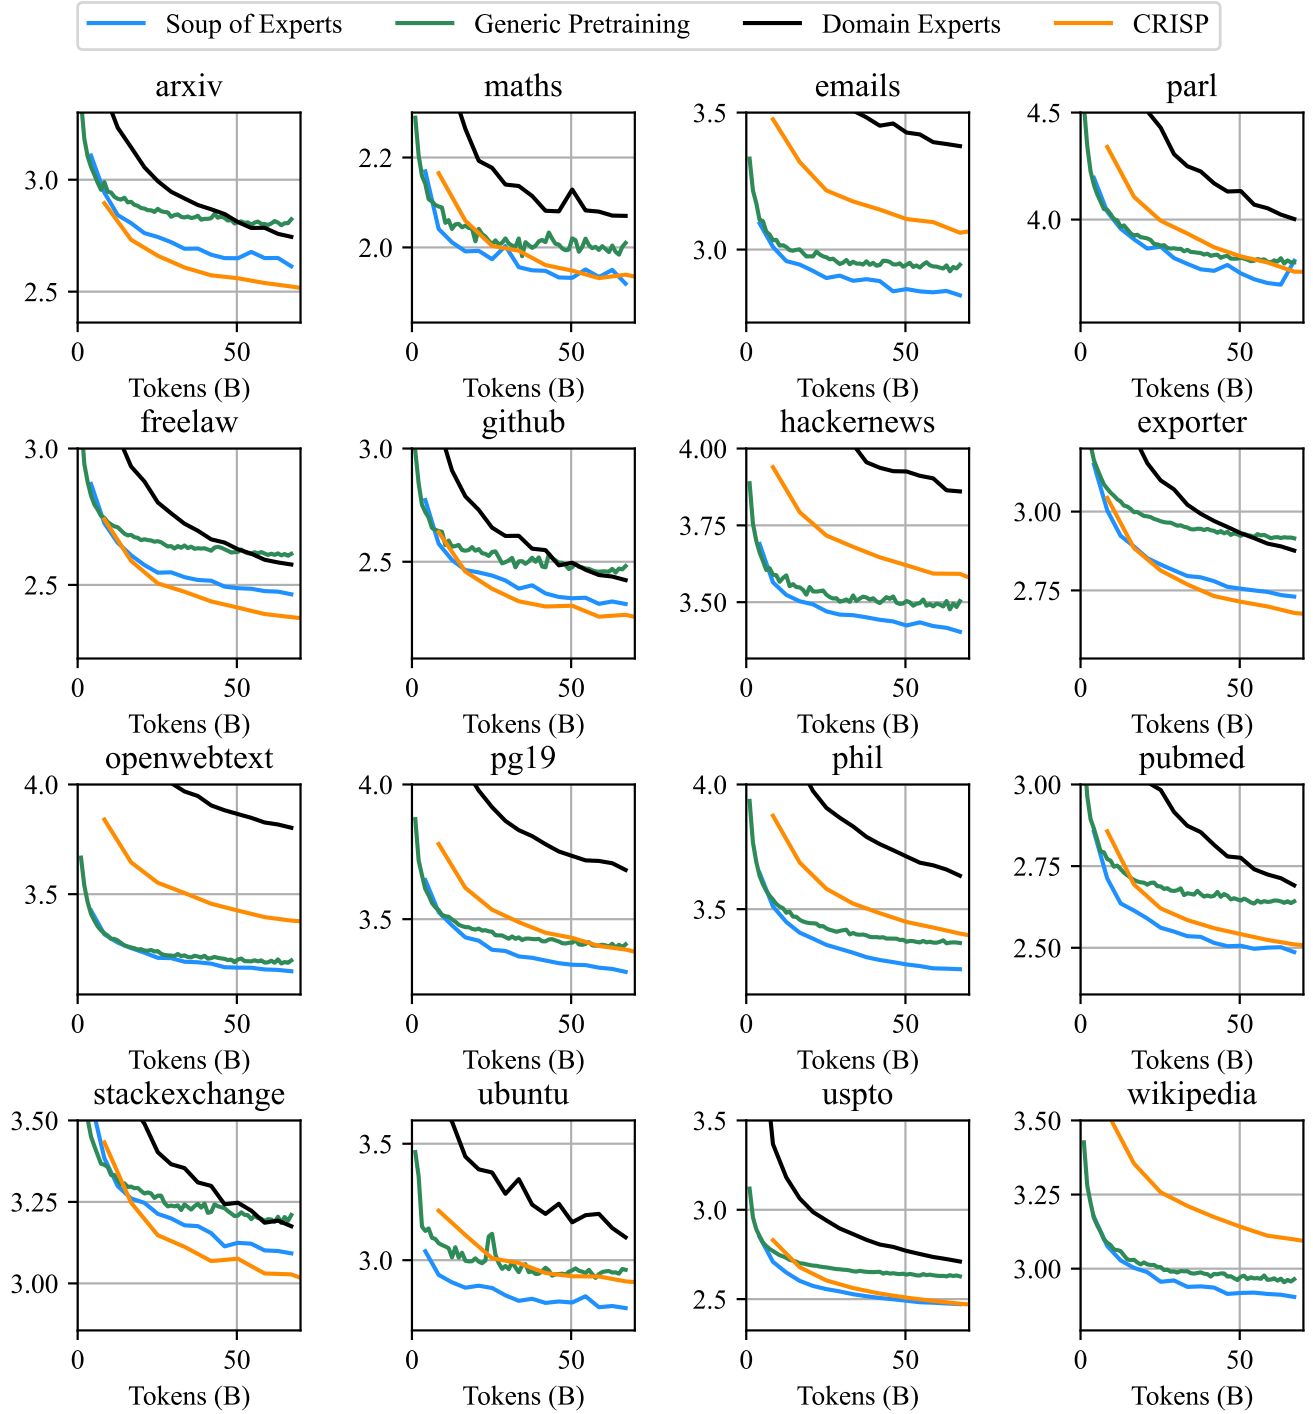 Soup of Experts Generic Pretraining Domain Experts CRISP
arxiv maths emails parl
3.0 2.5 2.2 2.0 3.5 3.0 4.5 4.0
0 50 0 50 0 50 0 50
Tokens (B) Tokens (B) Tokens (B) Tokens (B)
freelaw github hackernews exporter
3.0 2.5 3.0 2.5 4.00 3.75 3.50 3.00 2.75
0 50 0 50 0 50 0 50
Tokens (B) Tokens (B) Tokens (B) Tokens (B)
openwebtext pg19 phil pubmed
4.0 3.5 4.0 3.5 4.0 3.5 3.00 2.75 2.50
0 50 0 50 0 50 0 50
Tokens (B) Tokens (B) Tokens (B) Tokens (B)
stackexchange ubuntu uspto wikipedia
3.50 3.25 3.00 3.5 3.0 3.5 3.0 2.5 3.50 3.25 3.00
0 50 0 50 0 50 0 50
Tokens (B) Tokens (B) Tokens (B) Tokens (B)